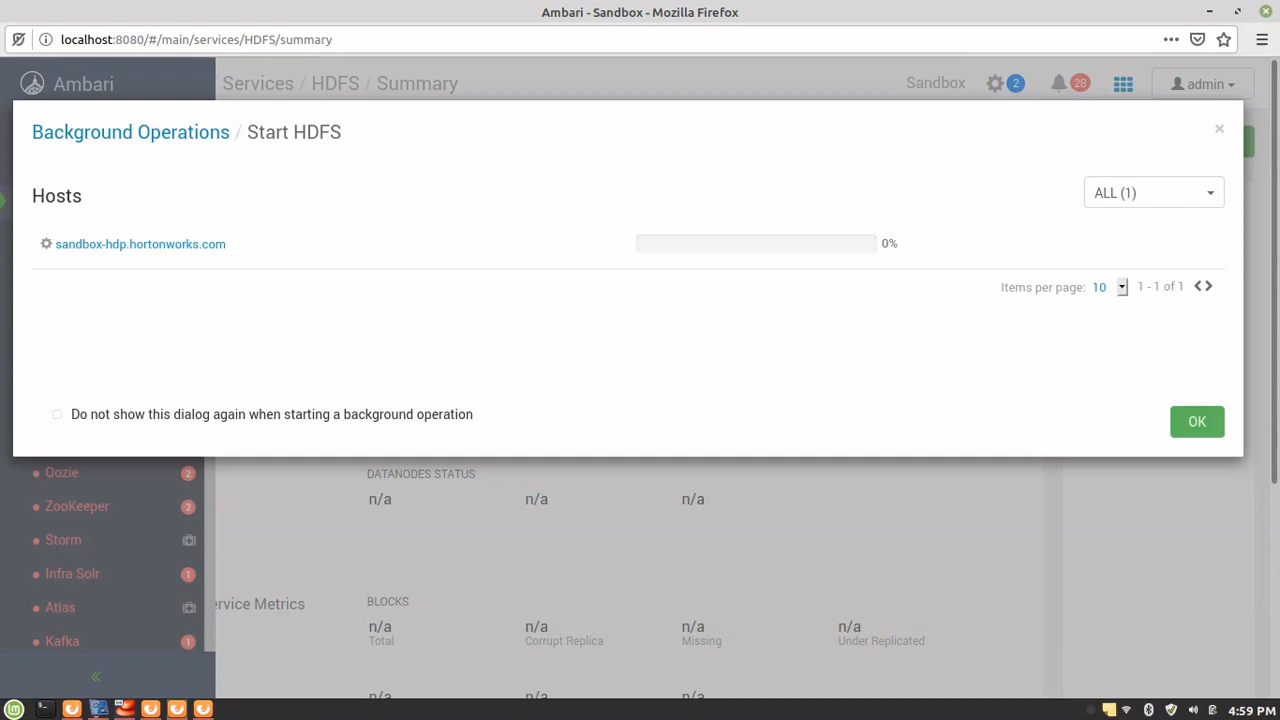 Ambari - Sandbox - Mozilla Firefox
localhost:8080/#/main/services/HDFS/summary
Ambari
Services / HDFS / Summary
Sandbox
2
28
admin
Background Operations / Start HDFS
×
Hosts
ALL (1)
sandbox-hdp.hortonworks.com
0%
Items per page: 10
1 - 1 of 1
Do not show this dialog again when starting a background operation
OK
Oozie 2
ZooKeeper 2
Storm
Infra Solr 1
Atlas
Kafka 1
«
DATANODES STATUS
n/a n/a n/a
rvice Metrics
BLOCKS
n/a n/a n/a n/a
Total Corrupt Replica Missing Under Replicated
n/a n/a n/a
4:59 PM